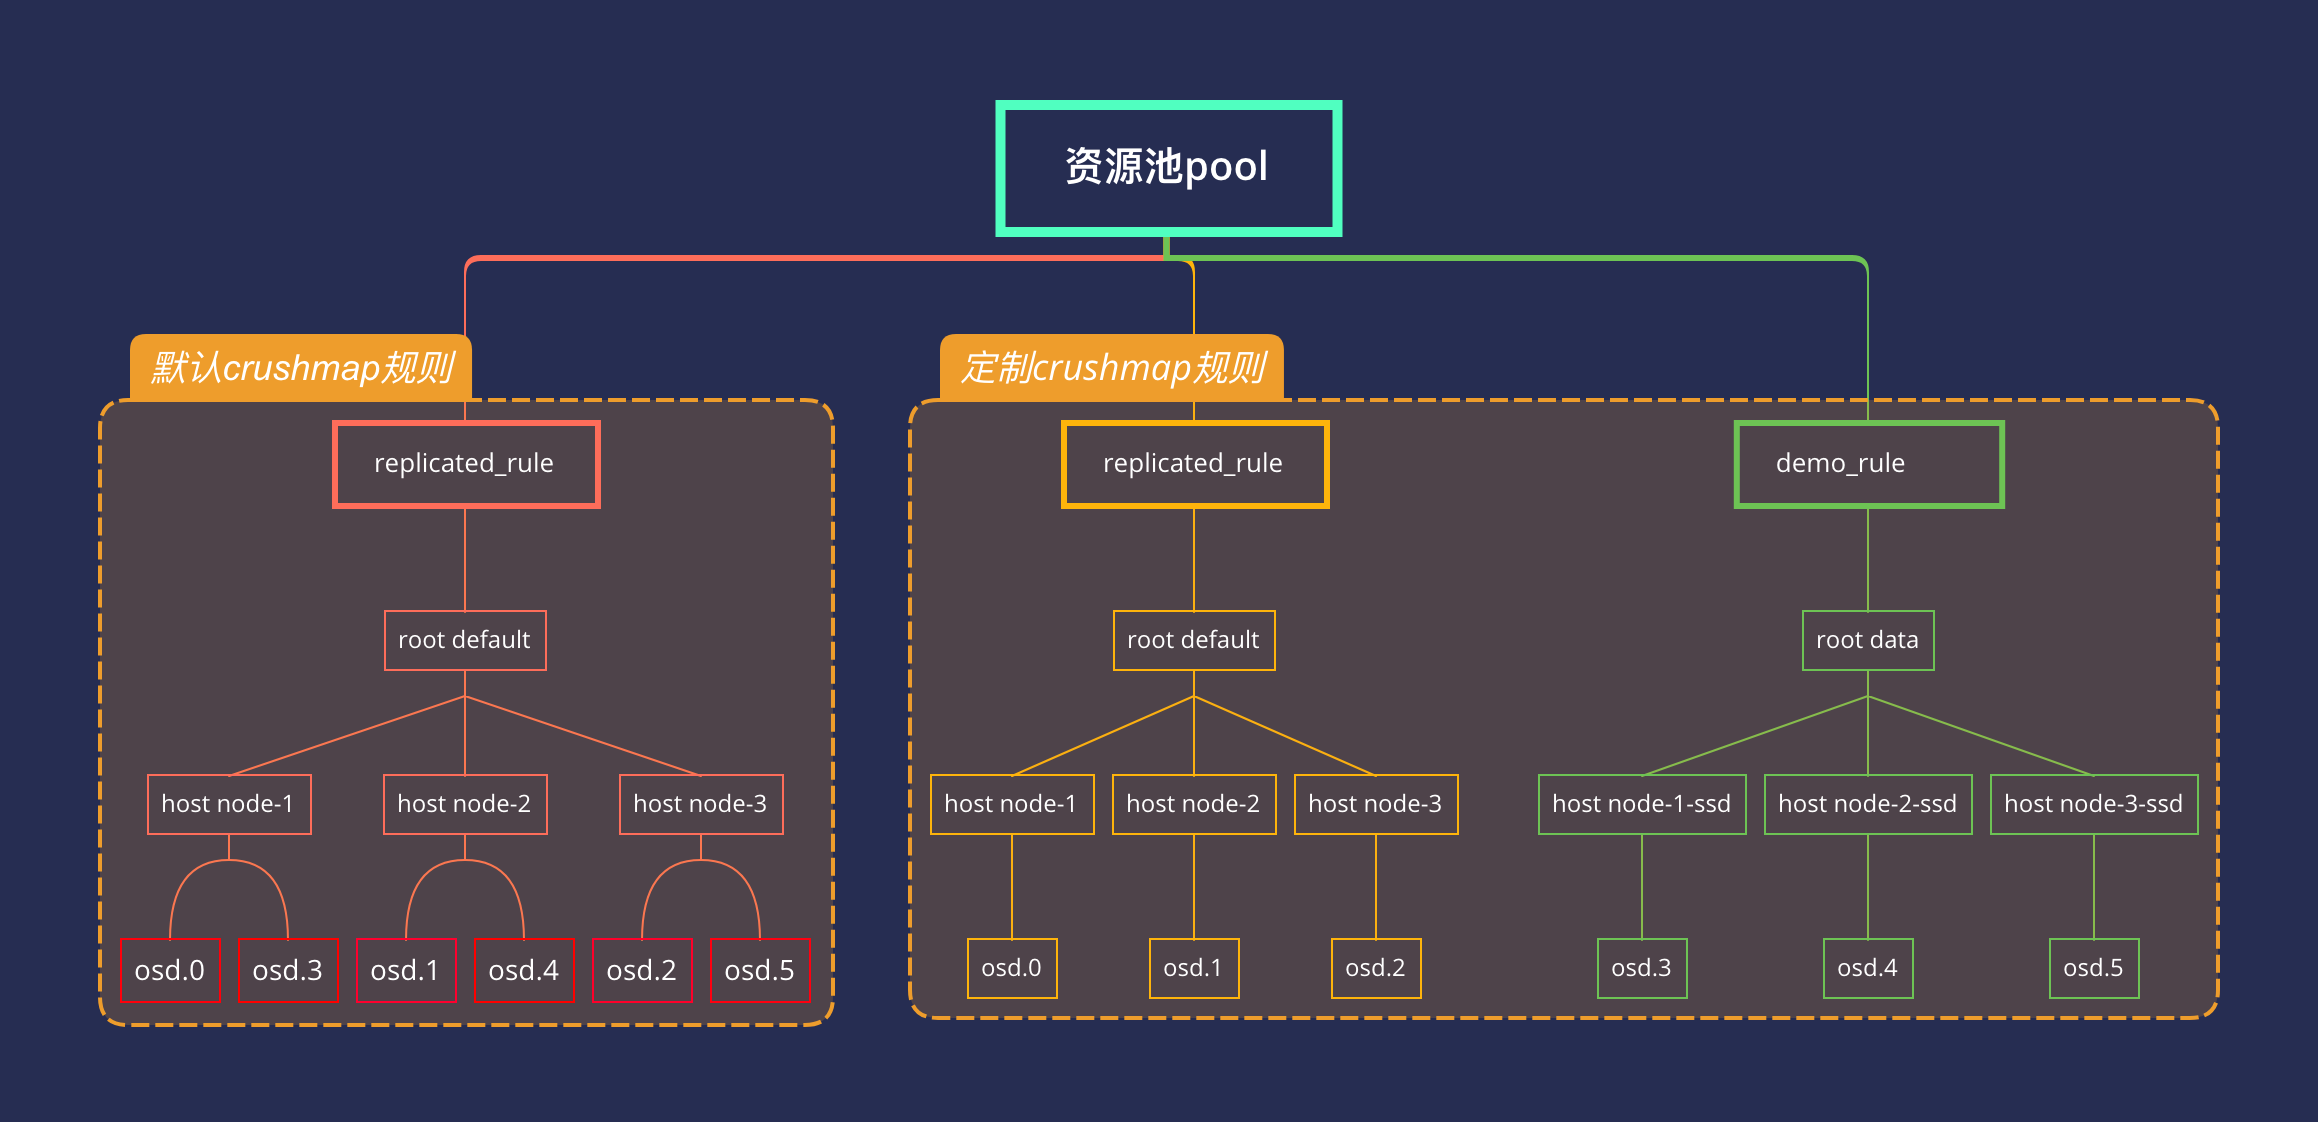 资源池pool
默认crushmap规则
定制crushmap规则
replicated_rule
replicated_rule
demo_rule
root default
root default
root data
host node-1
host node-2
host node-3
host node-1
host node-2
host node-3
host node-1-ssd
host node-2-ssd
host node-3-ssd
osd.0
osd.3
osd.1
osd.4
osd.2
osd.5
osd.0
osd.1
osd.2
osd.3
osd.4
osd.5